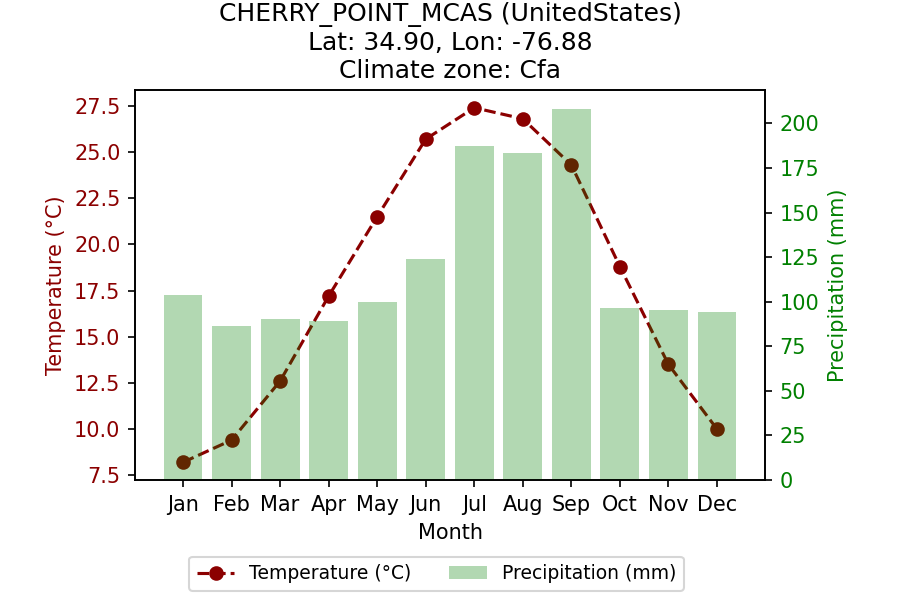 CHERRY_POINT_MCAS (UnitedStates)
Lat: 34.90, Lon: -76.88
Climate zone: Cfa
Temperature (°C)
27.5
25.0
22.5
20.0
17.5
15.0
12.5
10.0
7.5
200
175
150
125
100
75
50
25
0
Precipitation (mm)
Jan Feb Mar Apr May Jun Jul Aug Sep Oct Nov Dec
Month
Temperature (°C) Precipitation (mm)